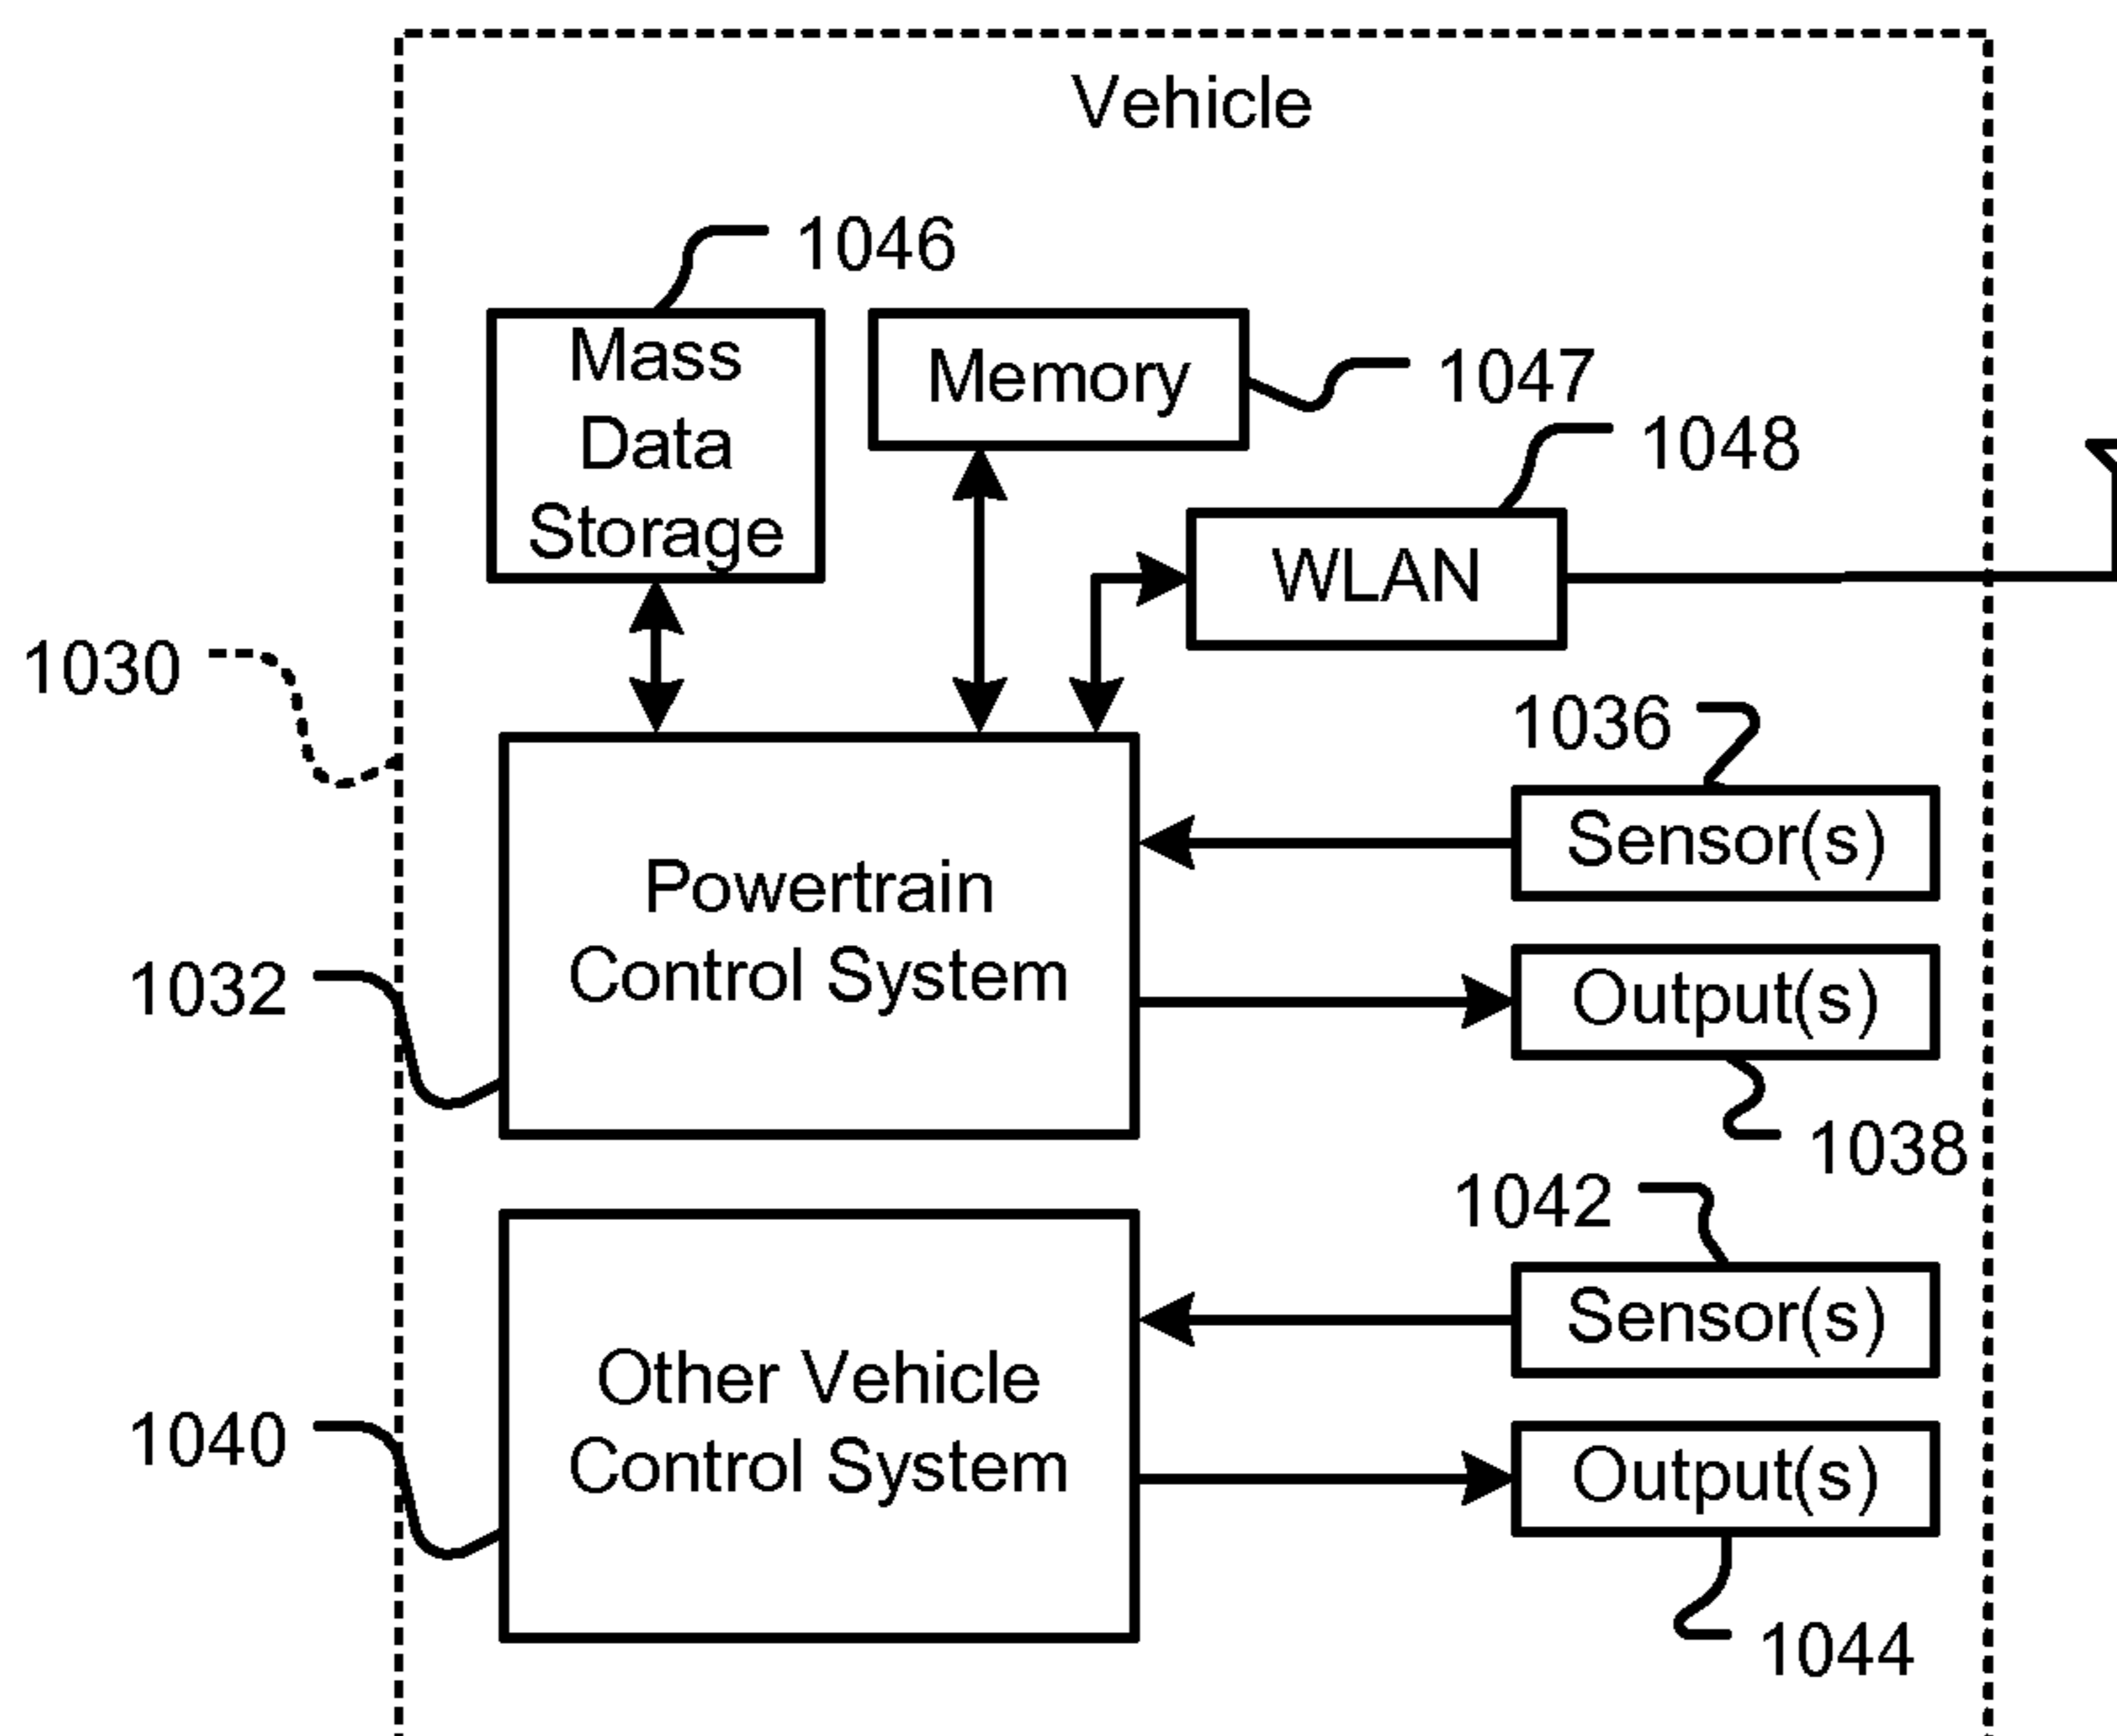 Vehicle
1046
Mass
Data
Storage
Memory
1047
1048
WLAN
1030
1036
Sensor(s)
Powertrain
Control System
1032
Output(s)
1038
1042
Sensor(s)
Other Vehicle
Control System
1040
Output(s)
1044